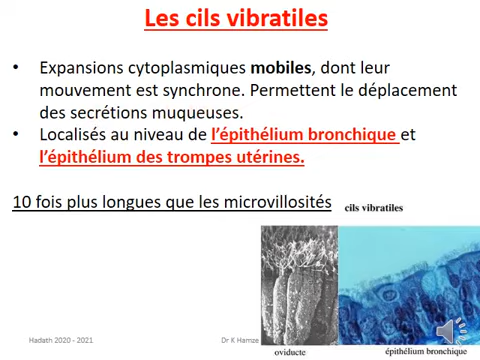 Les cils vibratiles
• Expansions cytoplasmiques mobiles, dont leur
mouvement est synchrone. Permettent le déplacement
des secrétions muqueuses.
• Localisés au niveau de l'épithélium bronchique et
l'épithélium des trompes utérines.
10 fois plus longues que les microvillosités
cils vibratiles
Hadath 2020 - 2021
Dr K Hamze
oviducte
épithélium bronchique